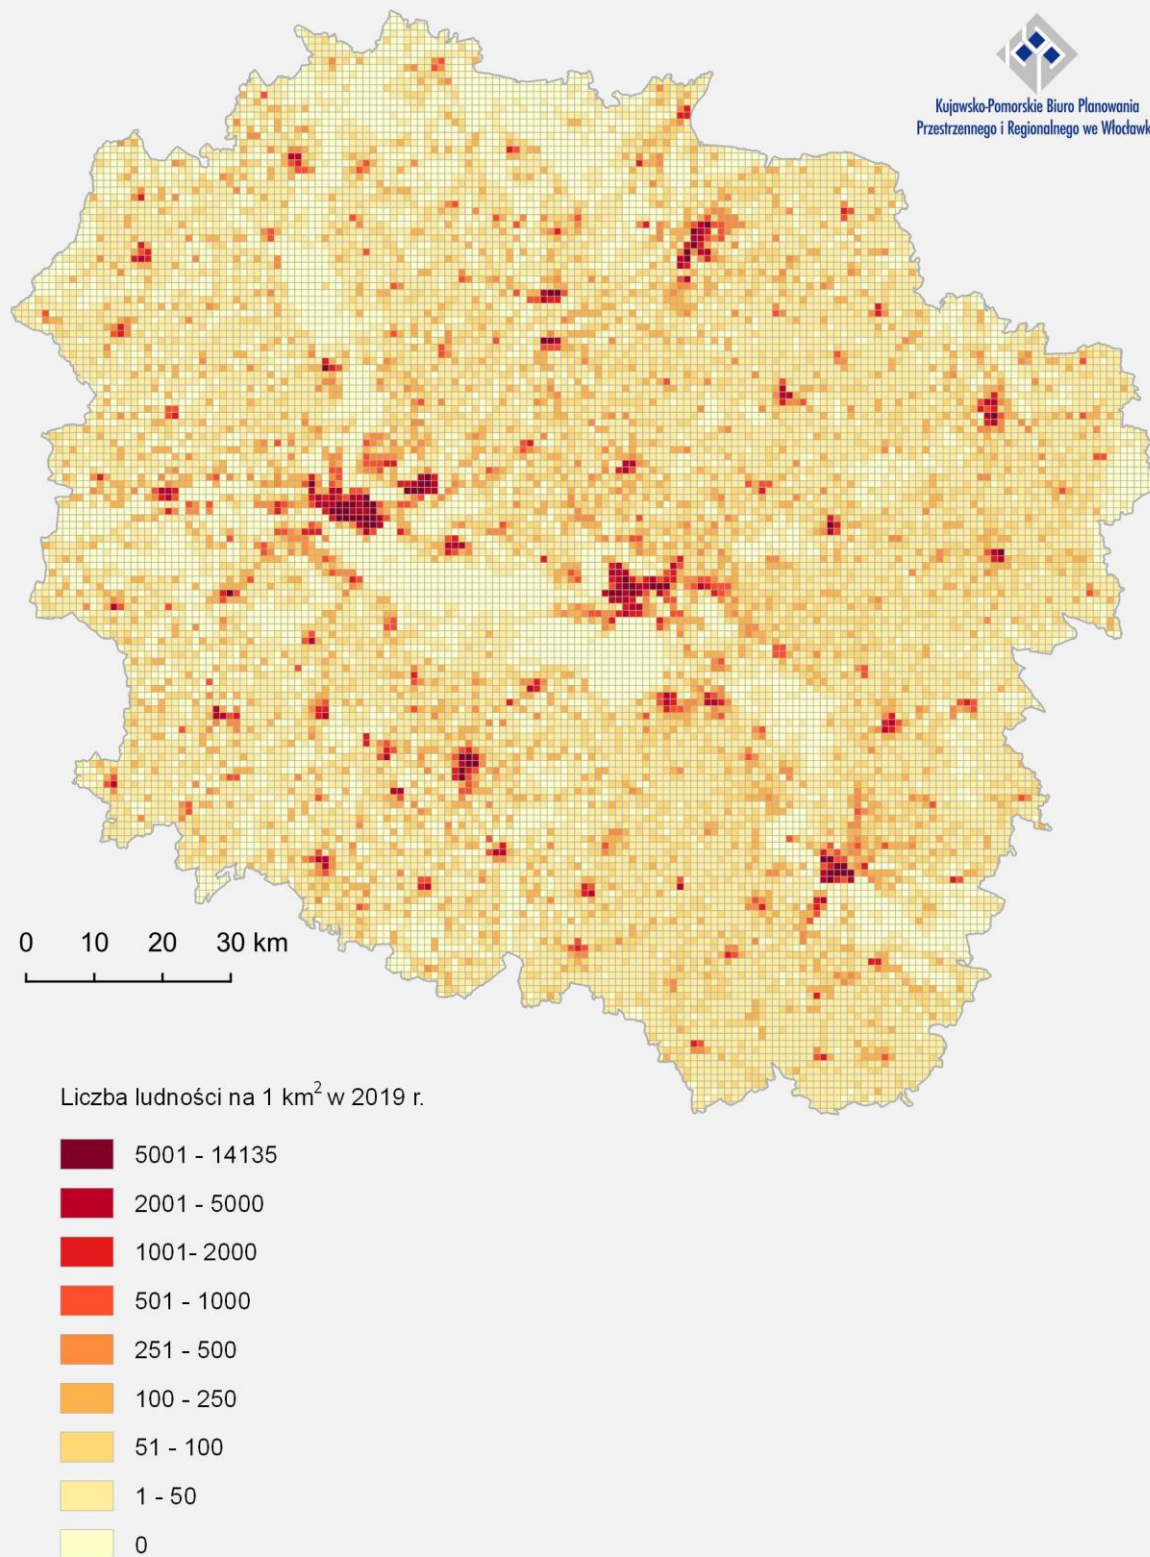 Kujawsko-Pomorskie Biuro Planowania
Przestrzennego i Regionalnego we Włocławk
0 10 20 30 km
Liczba ludności na 1 km² w 2019 r.
5001 - 14135
2001 - 5000
1001- 2000
501 - 1000
251 - 500
100 - 250
51 - 100
1 - 50
0